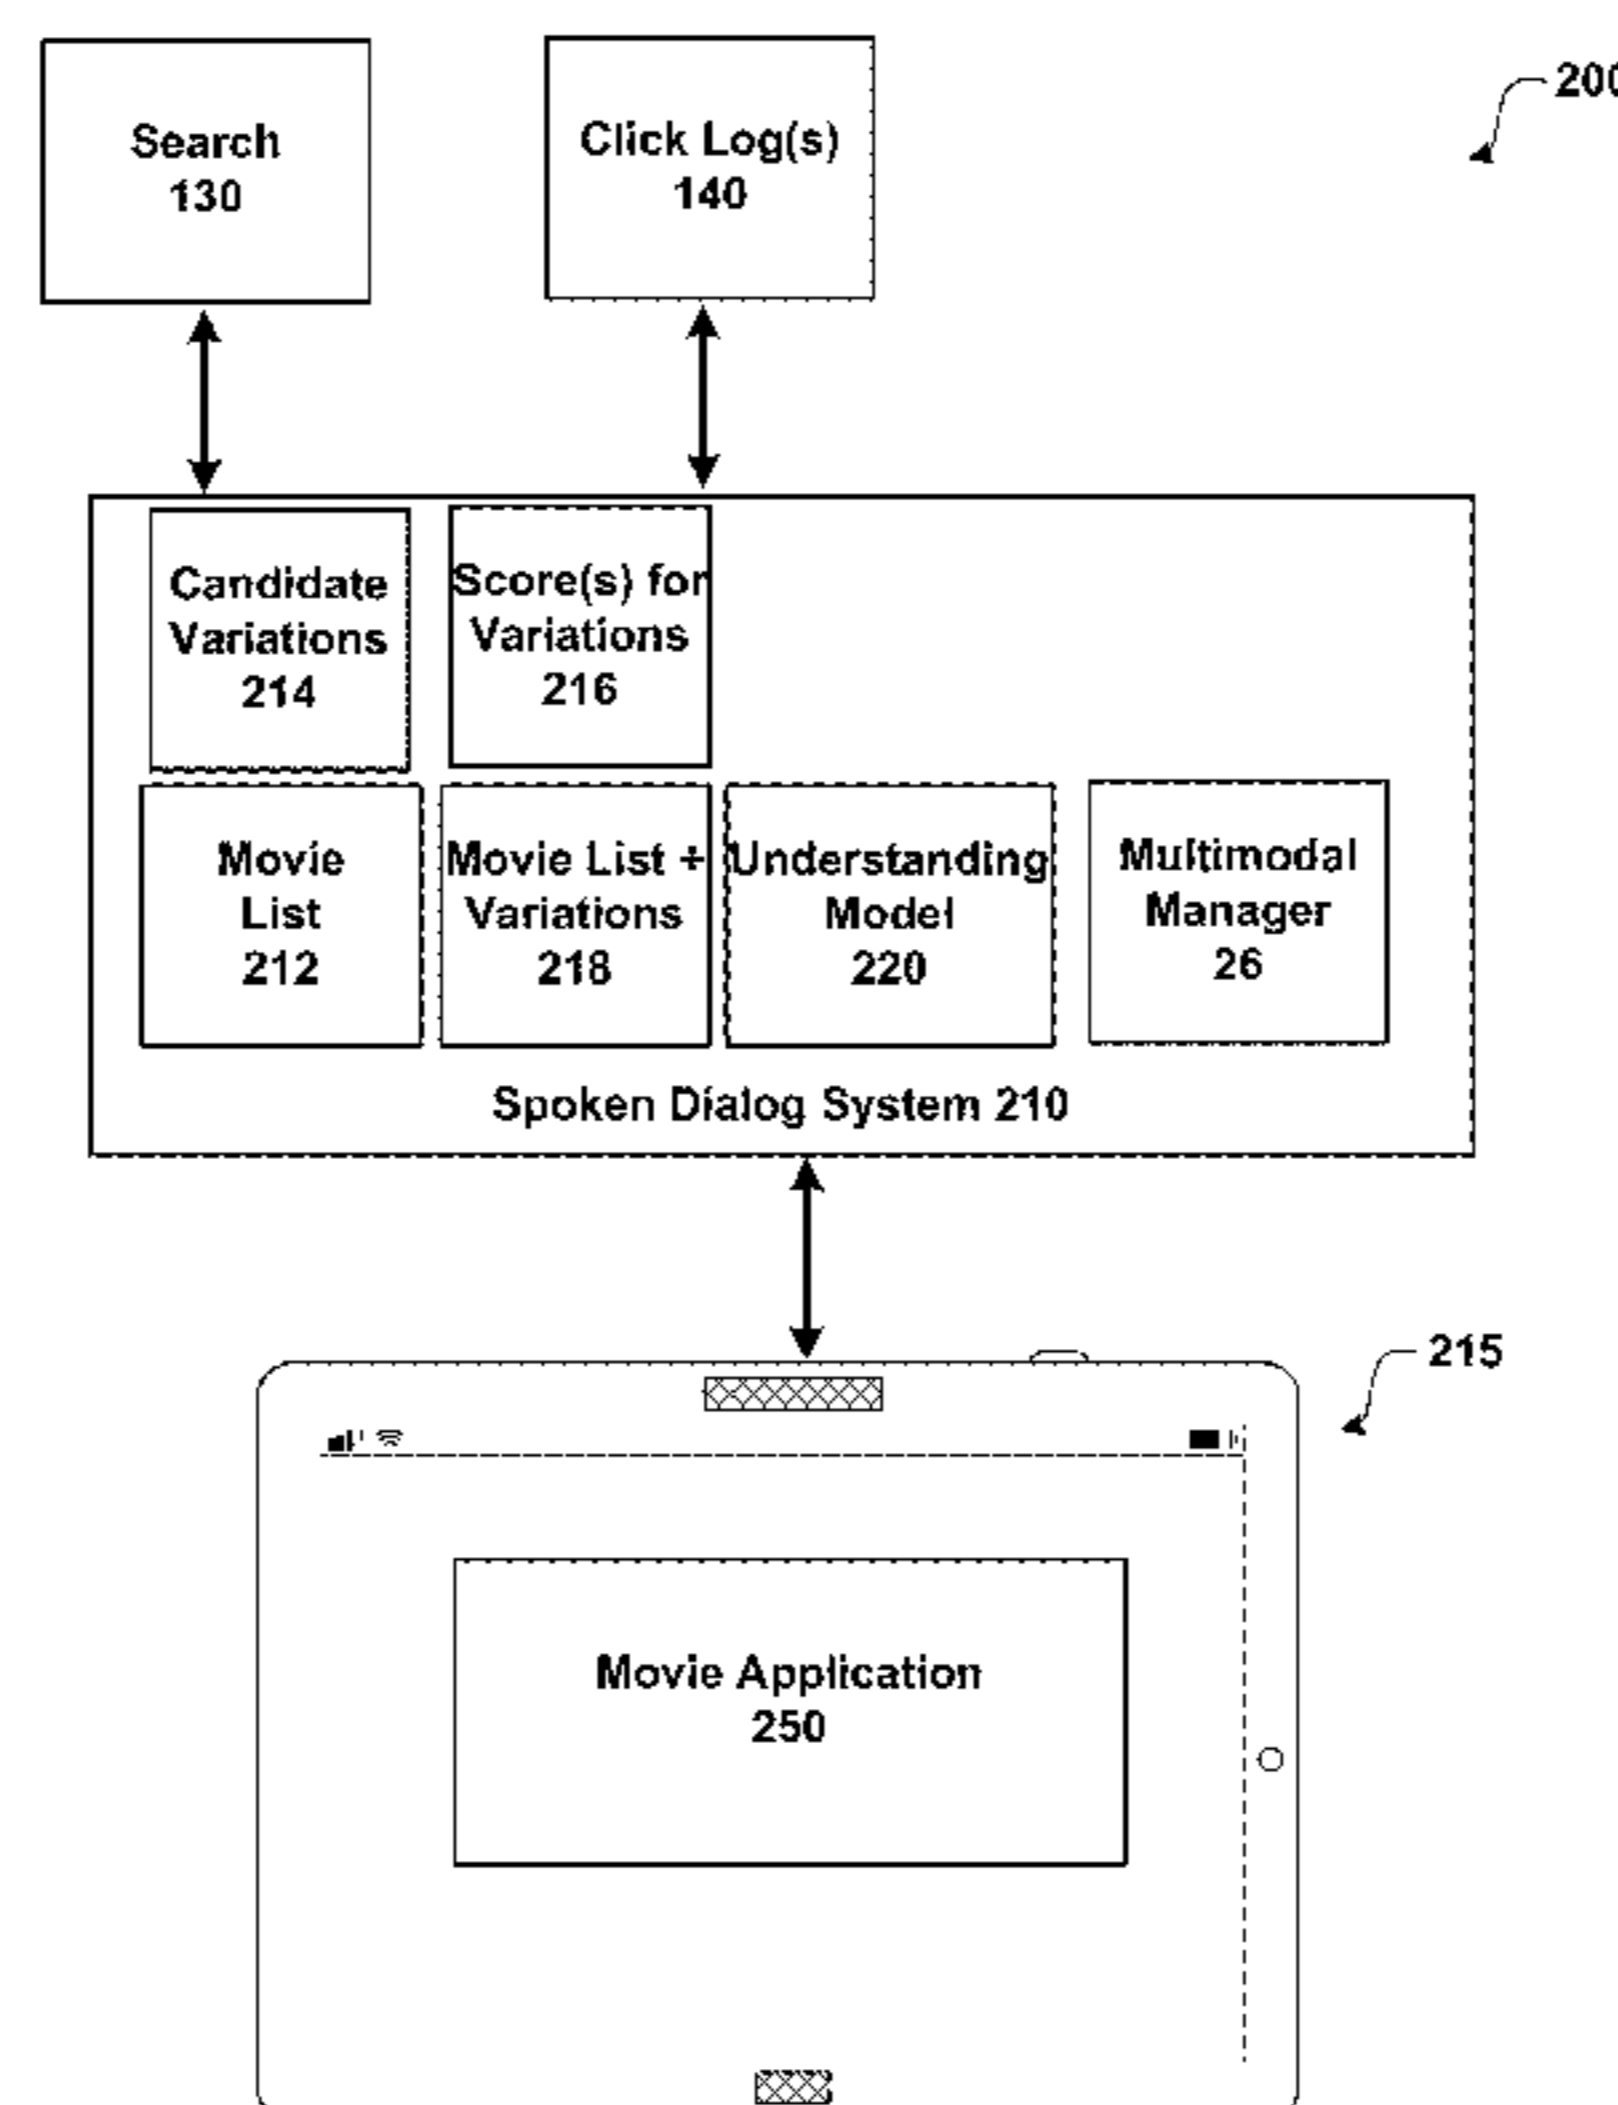 Search
130
Click Log(s)
140
200
Candidate
Variations
214
Score(s) for
Variations
216
Movie
List
212
Movie List +
Variations
218
Understanding
Model
220
Multimodal
Manager
26
Spoken Dialog System 210
215
Movie Application
250